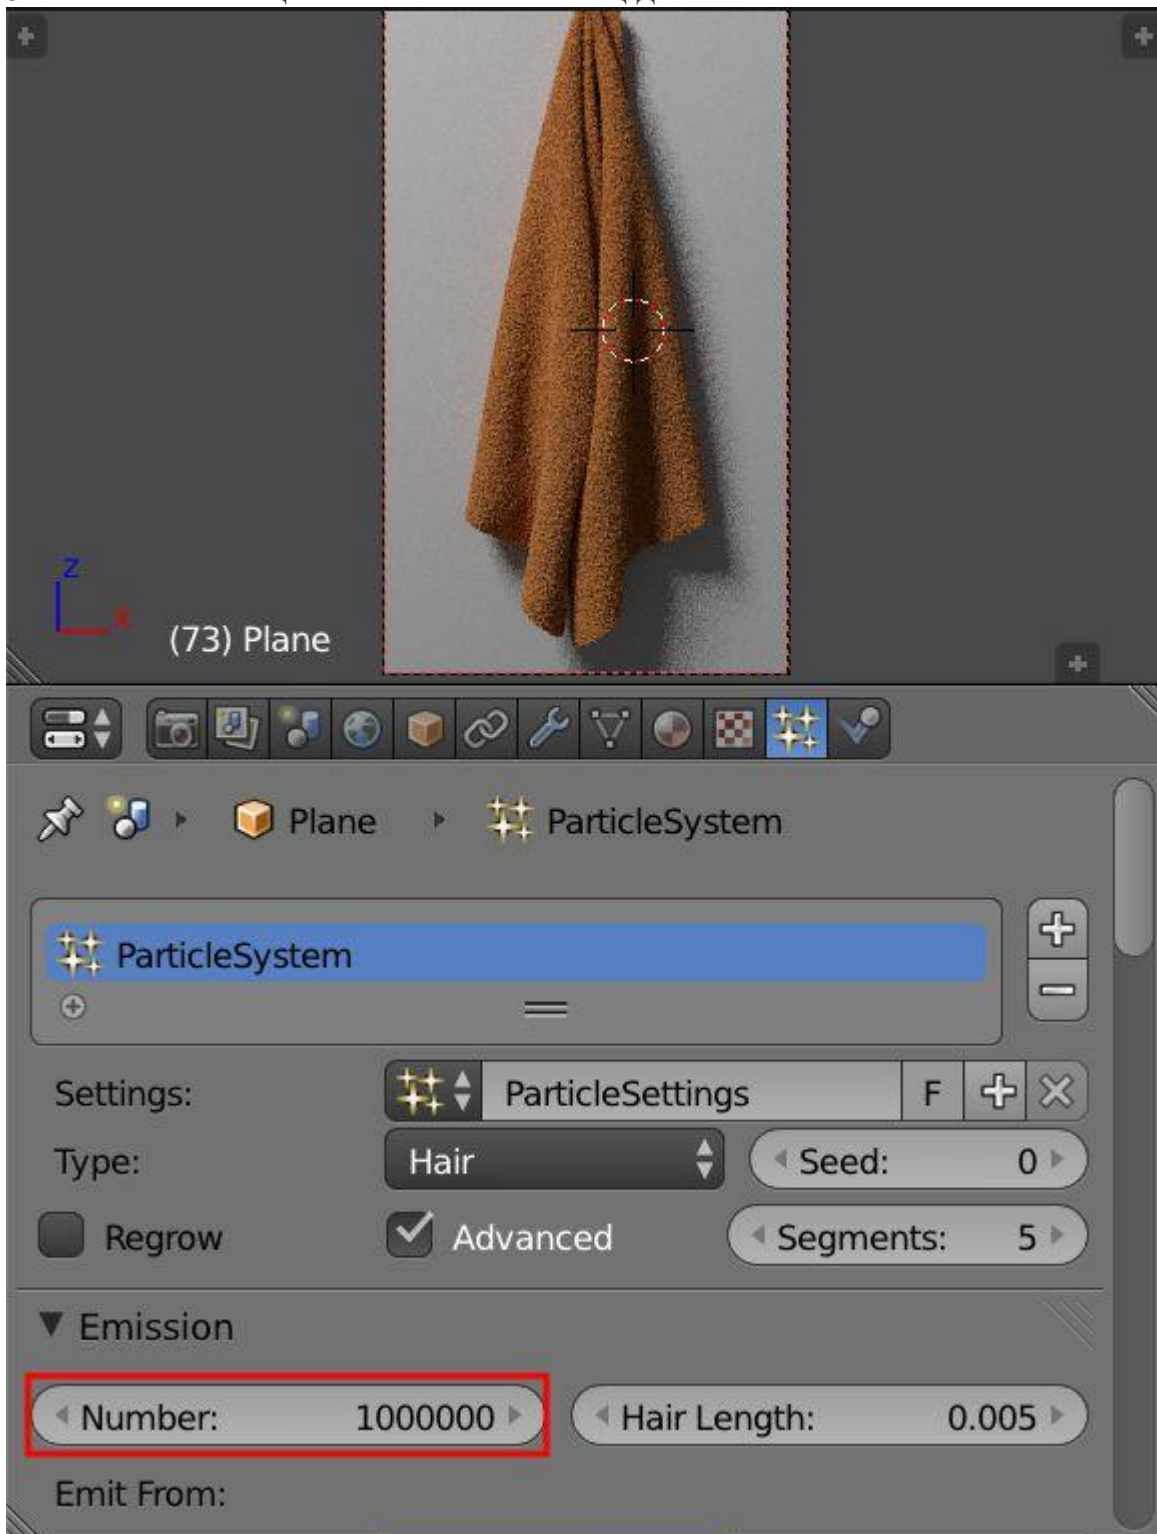 z
x
(73) Plane
Plane
ParticleSystem
ParticleSystem
Settings:
ParticleSettings
F
Type:
Hair
Seed: 0
Regrow
Advanced
Segments: 5
Emission
Number: 1000000
Hair Length: 0.005
Emit From: